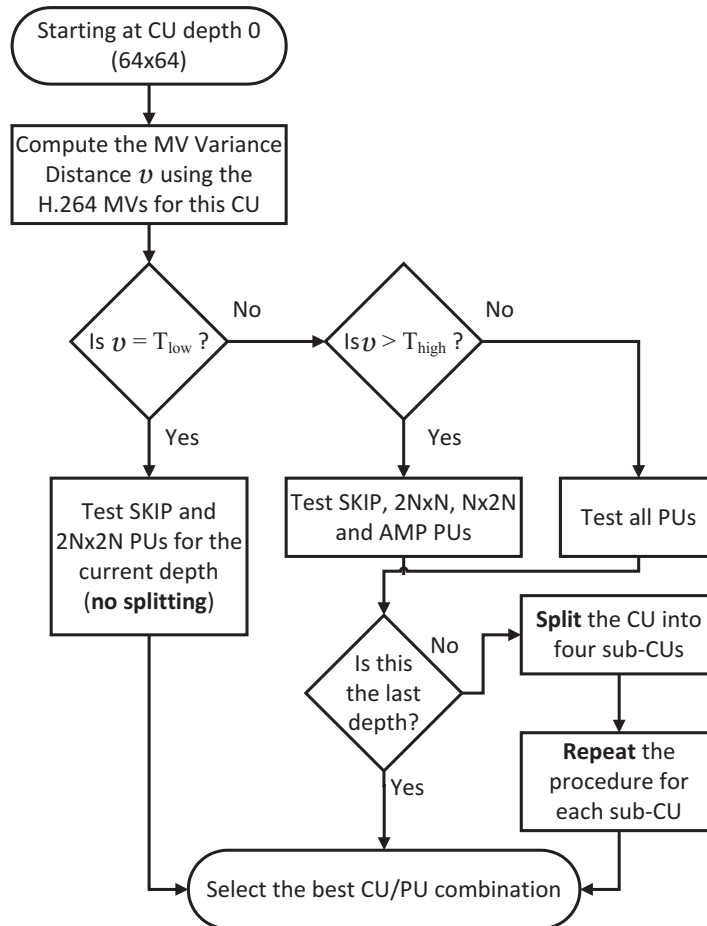 Starting at CU depth 0
(64x64)
Compute the MV Variance
Distance υ using the
H.264 MVs for this CU
Is υ = Tlow ?
No
Is υ > Thigh ?
No
Yes
Yes
Test SKIP and
2Nx2N PUs for the
current depth
(no splitting)
Test SKIP, 2NxN, Nx2N
and AMP PUs
Test all PUs
Is this
the last
depth?
No
Split the CU into
four sub-CUs
Repeat the
procedure for
each sub-CU
Yes
Select the best CU/PU combination